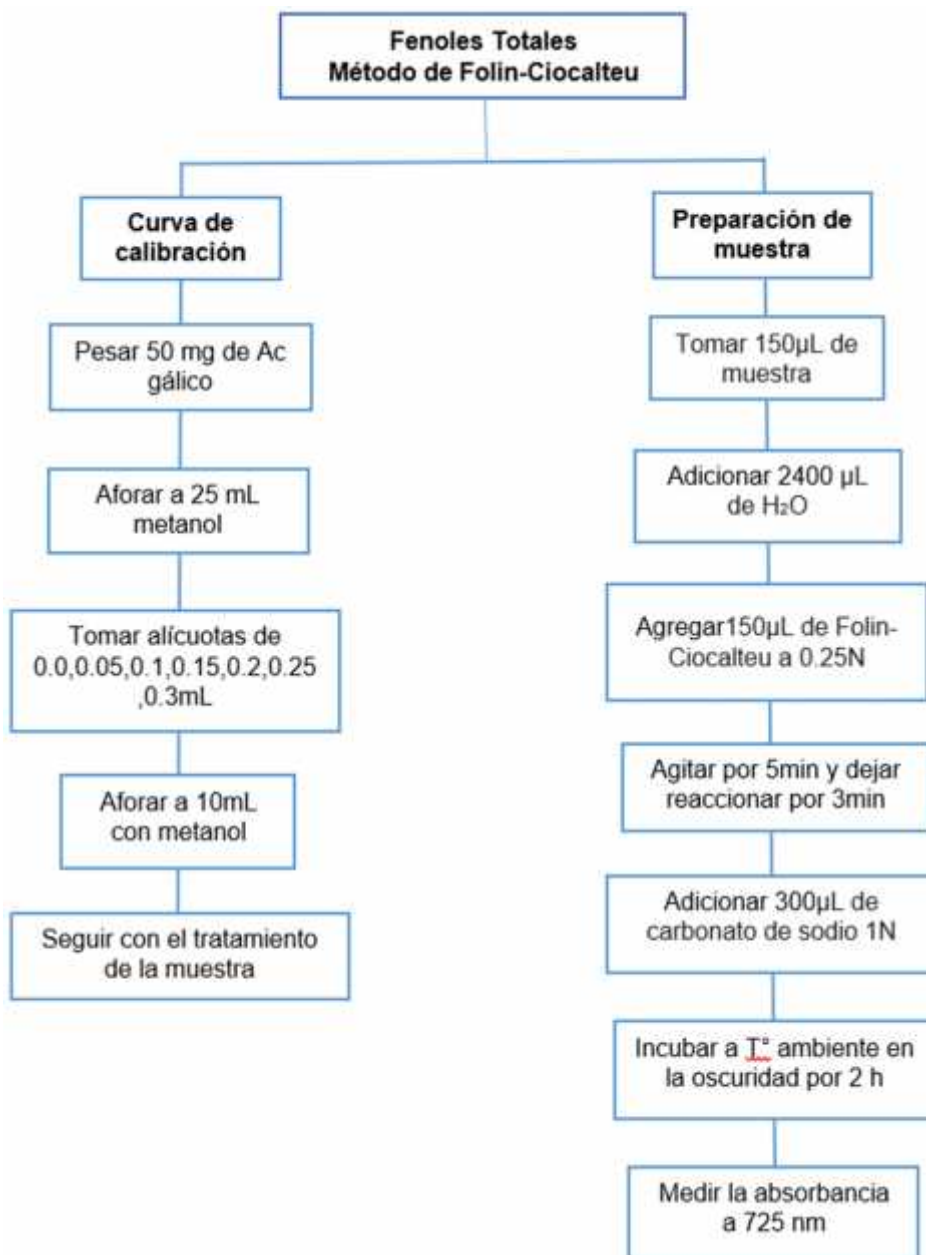 Fenoles Totales
Método de Folin-Ciocalteu
Curva de
calibración
Pesar 50 mg de Ac
gálico
Aforar a 25 mL
metanol
Tomar alícuotas de
0.0,0.05,0.1,0.15,0.2,0.25
,0.3mL
Aforar a 10mL
con metanol
Seguir con el tratamiento
de la muestra
Preparación de
muestra
Tomar 150µL de
muestra
Adicionar 2400 µL
de H₂O
Agregar150µL de Folin-
Ciocalteu a 0.25N
Agitar por 5min y dejar
reaccionar por 3min
Adicionar 300µL de
carbonato de sodio 1N
Incubar a T° ambiente en
la oscuridad por 2 h
Medir la absorbancia
a 725 nm